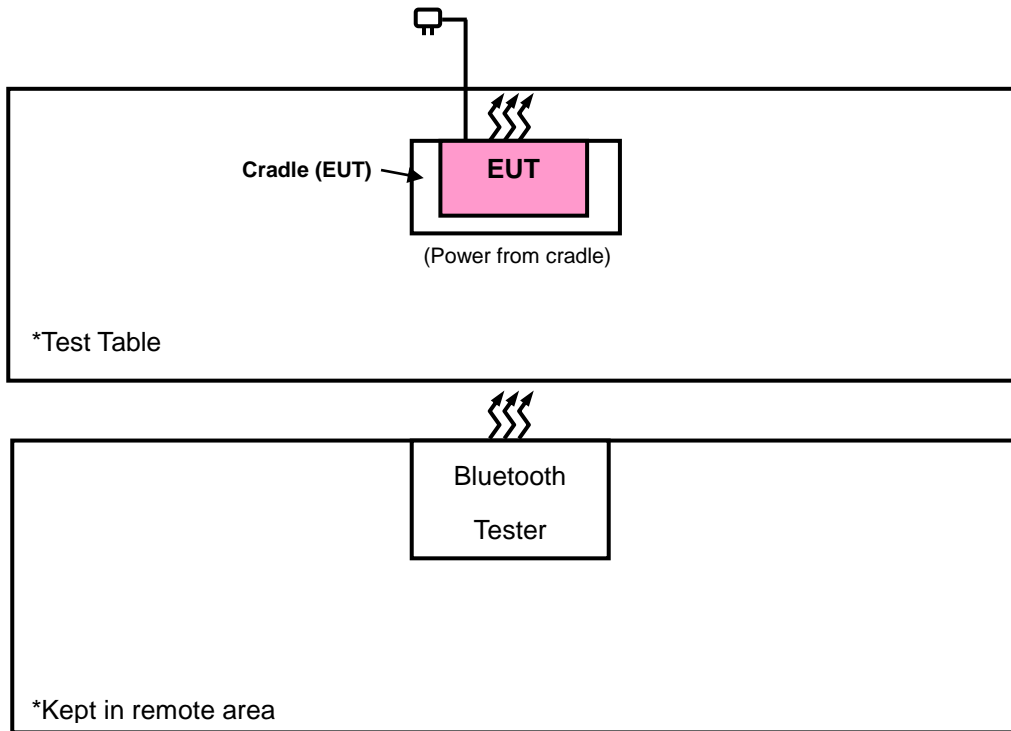 EUT
Cradle (EUT)
(Power from cradle)
*Test Table
Bluetooth
Tester
*Kept in remote area